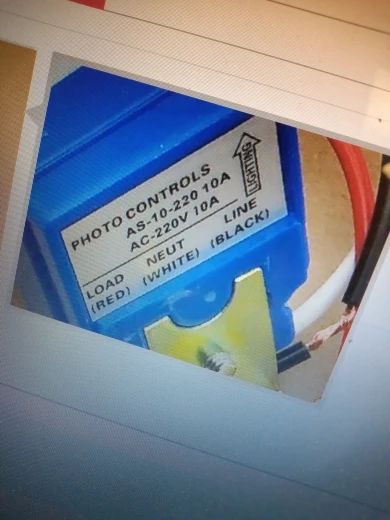 PHOTO CONTROLS
AS-10-220 10A
AC-220V 10A
LIGHTING
LOAD NEUT LINE
(RED) (WHITE) (BLACK)